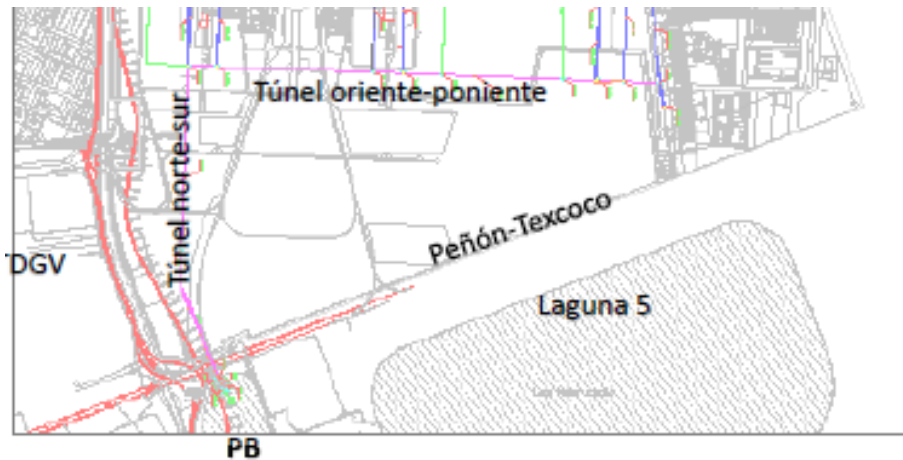 Túnel oriente-poniente
Túnel norte-sur
Peñón-Texcoco
DGV
Laguna 5
PB